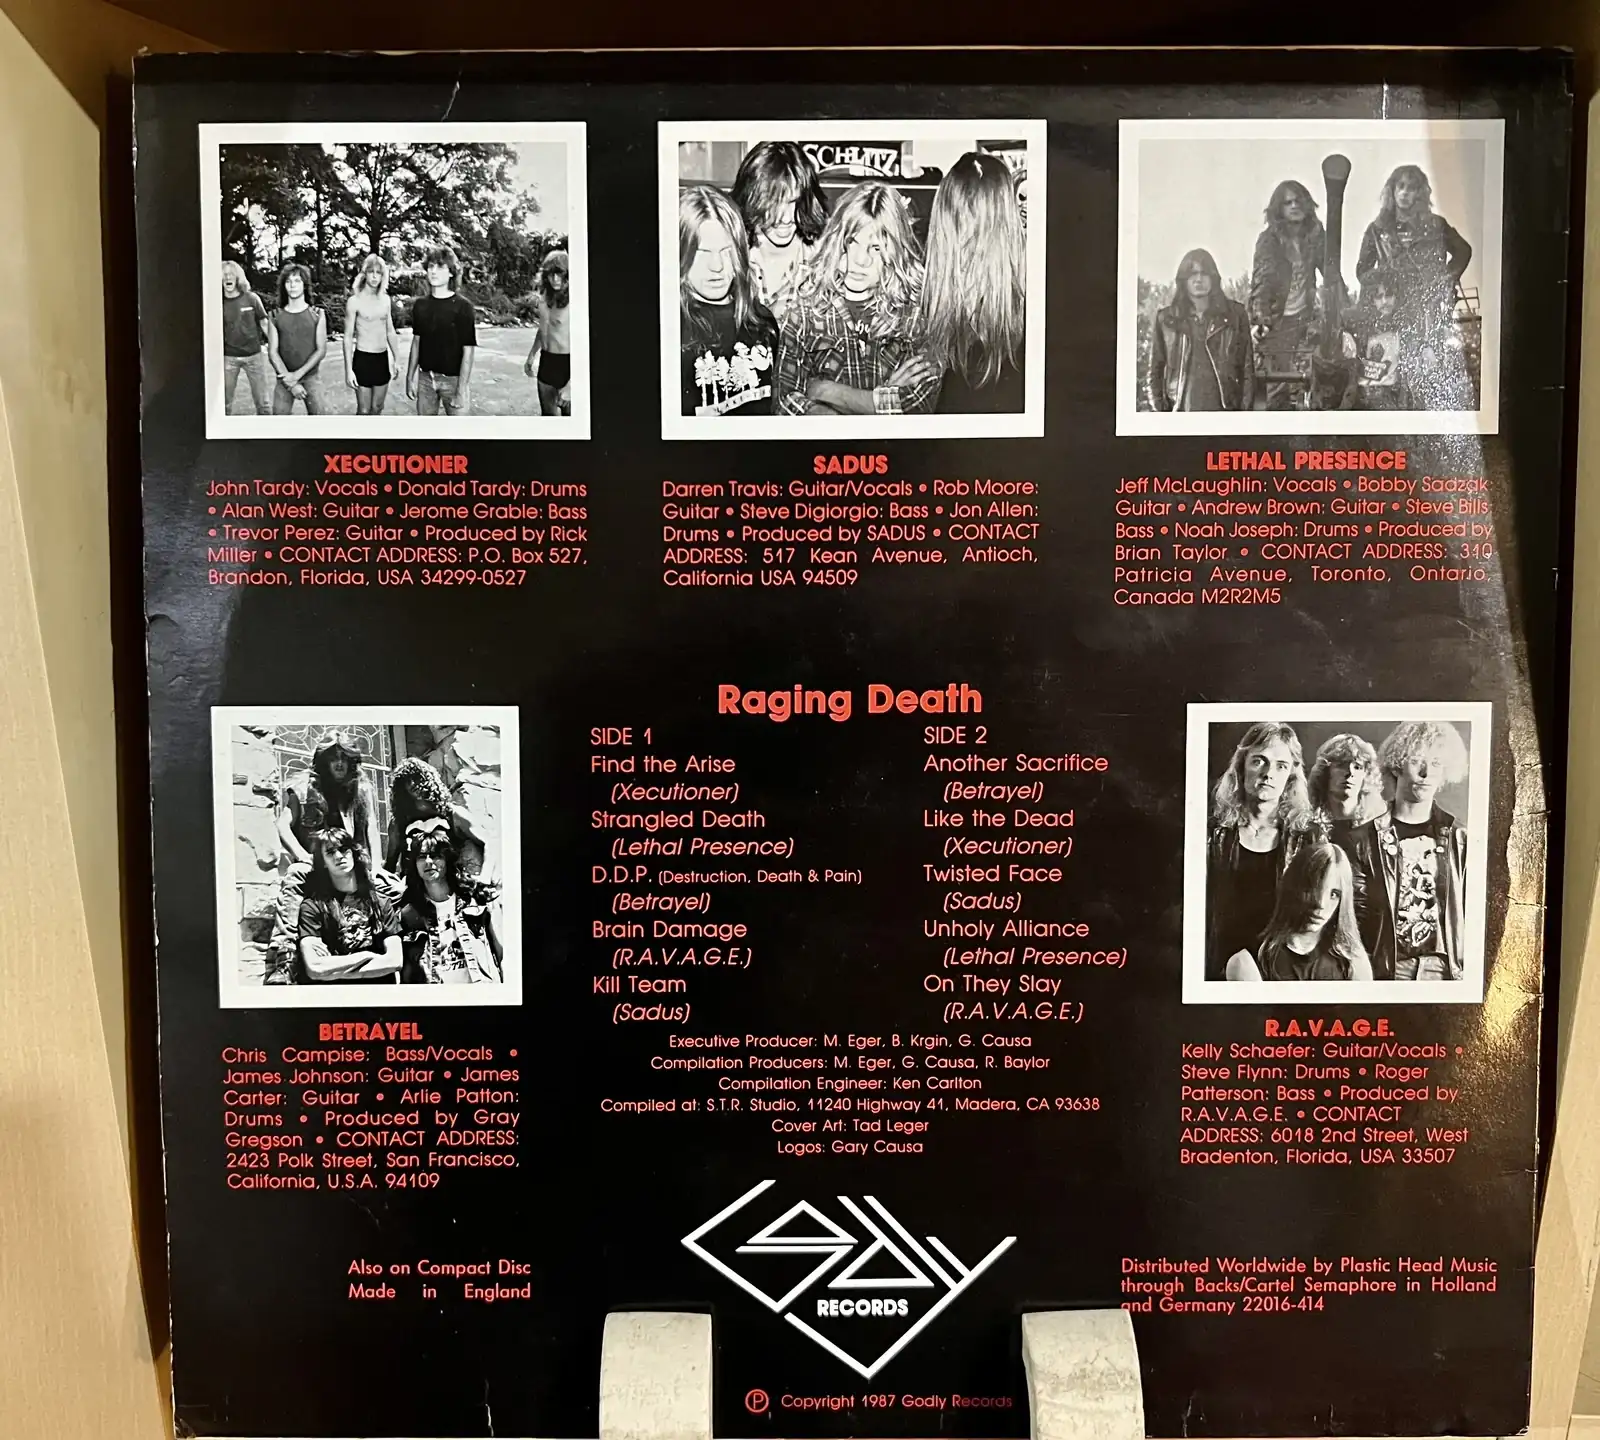 SCHLITZ
XECUTIONER
John Tardy: Vocals • Donald Tardy: Drums
• Alan West: Guitar • Jerome Grable: Bass
• Trevor Perez: Guitar • Produced by Rick
Miller • CONTACT ADDRESS: P.O. Box 527,
Brandon, Florida, USA 34299-0527
SADUS
Darren Travis: Guitar/Vocals • Rob Moore:
Guitar • Steve Digiorgio: Bass • Jon Allen:
Drums • Produced by SADUS • CONTACT
ADDRESS: 517 Kean Avenue, Antioch,
California USA 94509
LETHAL PRESENCE
Jeff McLaughlin: Vocals • Bobby Sadzak
Guitar • Andrew Brown: Guitar • Steve Bills
Bass • Noah Joseph: Drums • Produced by
Brian Taylor • CONTACT ADDRESS: 310
Patricia Avenue, Toronto, Ontario,
Canada M2R2M5
Raging Death
SIDE 1
Find the Arise
(Xecutioner)
Strangled Death
(Lethal Presence)
D.D.P. (Destruction, Death & Pain)
(Betrayel)
Brain Damage
(R.A.V.A.G.E.)
Kill Team
(Sadus)
SIDE 2
Another Sacrifice
(Betrayel)
Like the Dead
(Xecutioner)
Twisted Face
(Sadus)
Unholy Alliance
(Lethal Presence)
On They Slay
(R.A.V.A.G.E.)
Executive Producer: M. Eger, B. Krgin, G. Causa
Compilation Producers: M. Eger, G. Causa, R. Baylor
Compilation Engineer: Ken Carlton
Compiled at: S.T.R. Studio, 11240 Highway 41, Madera, CA 93638
Cover Art: Tad Leger
Logos: Gary Causa
BETRAYEL
Chris Campise: Bass/Vocals •
James Johnson: Guitar • James
Carter: Guitar • Arlie Patton:
Drums • Produced by Gray
Gregson • CONTACT ADDRESS:
2423 Polk Street, San Francisco,
California, U.S.A. 94109
R.A.V.A.G.E.
Kelly Schaefer: Guitar/Vocals •
Steve Flynn: Drums • Roger
Patterson: Bass • Produced by
R.A.V.A.G.E. • CONTACT
ADDRESS: 6018 2nd Street, West
Bradenton, Florida, USA 33507
Also on Compact Disc
Made in England
Godly
RECORDS
Distributed Worldwide by Plastic Head Music
through Backs/Cartel Semaphore in Holland
and Germany 22016-414
Ⓟ Copyright 1987 Godly Records